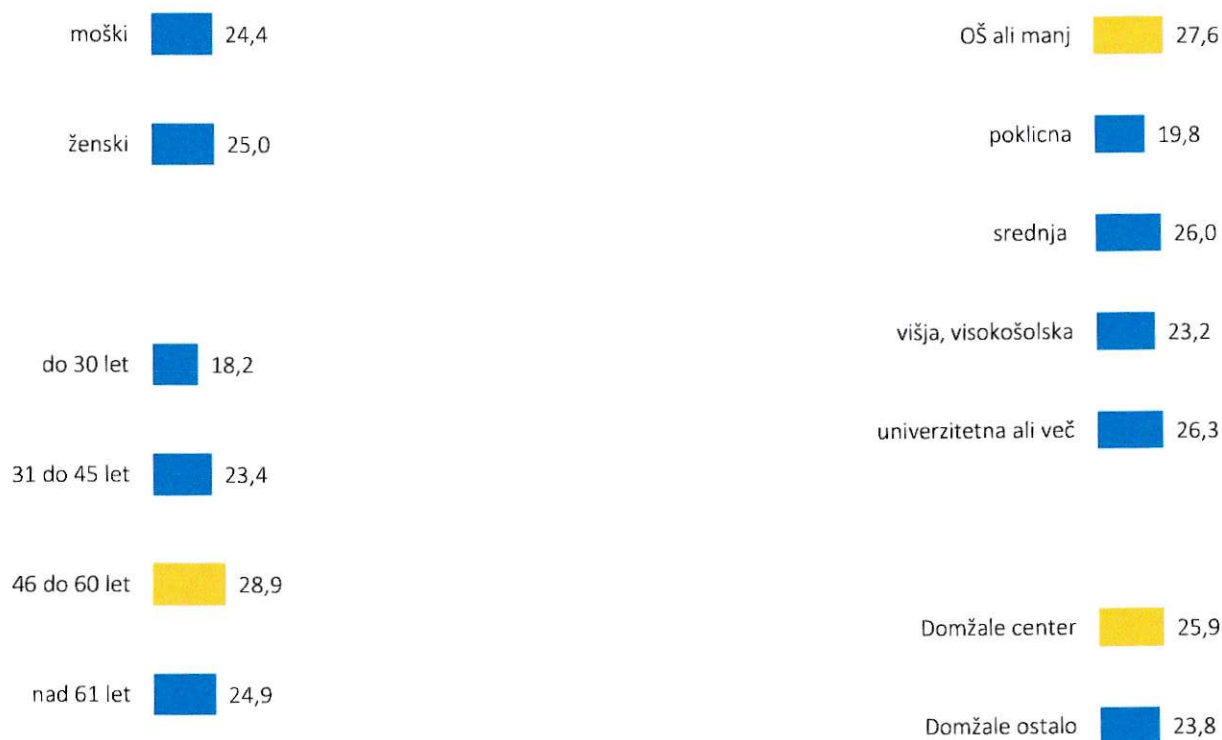 moški 24,4
ženski 25,0
do 30 let 18,2
31 do 45 let 23,4
46 do 60 let 28,9
nad 61 let 24,9
OŠ ali manj 27,6
poklicna 19,8
srednja 26,0
višja, visokošolska 23,2
univerzitetna ali več 26,3
Domžale center 25,9
Domžale ostalo 23,8